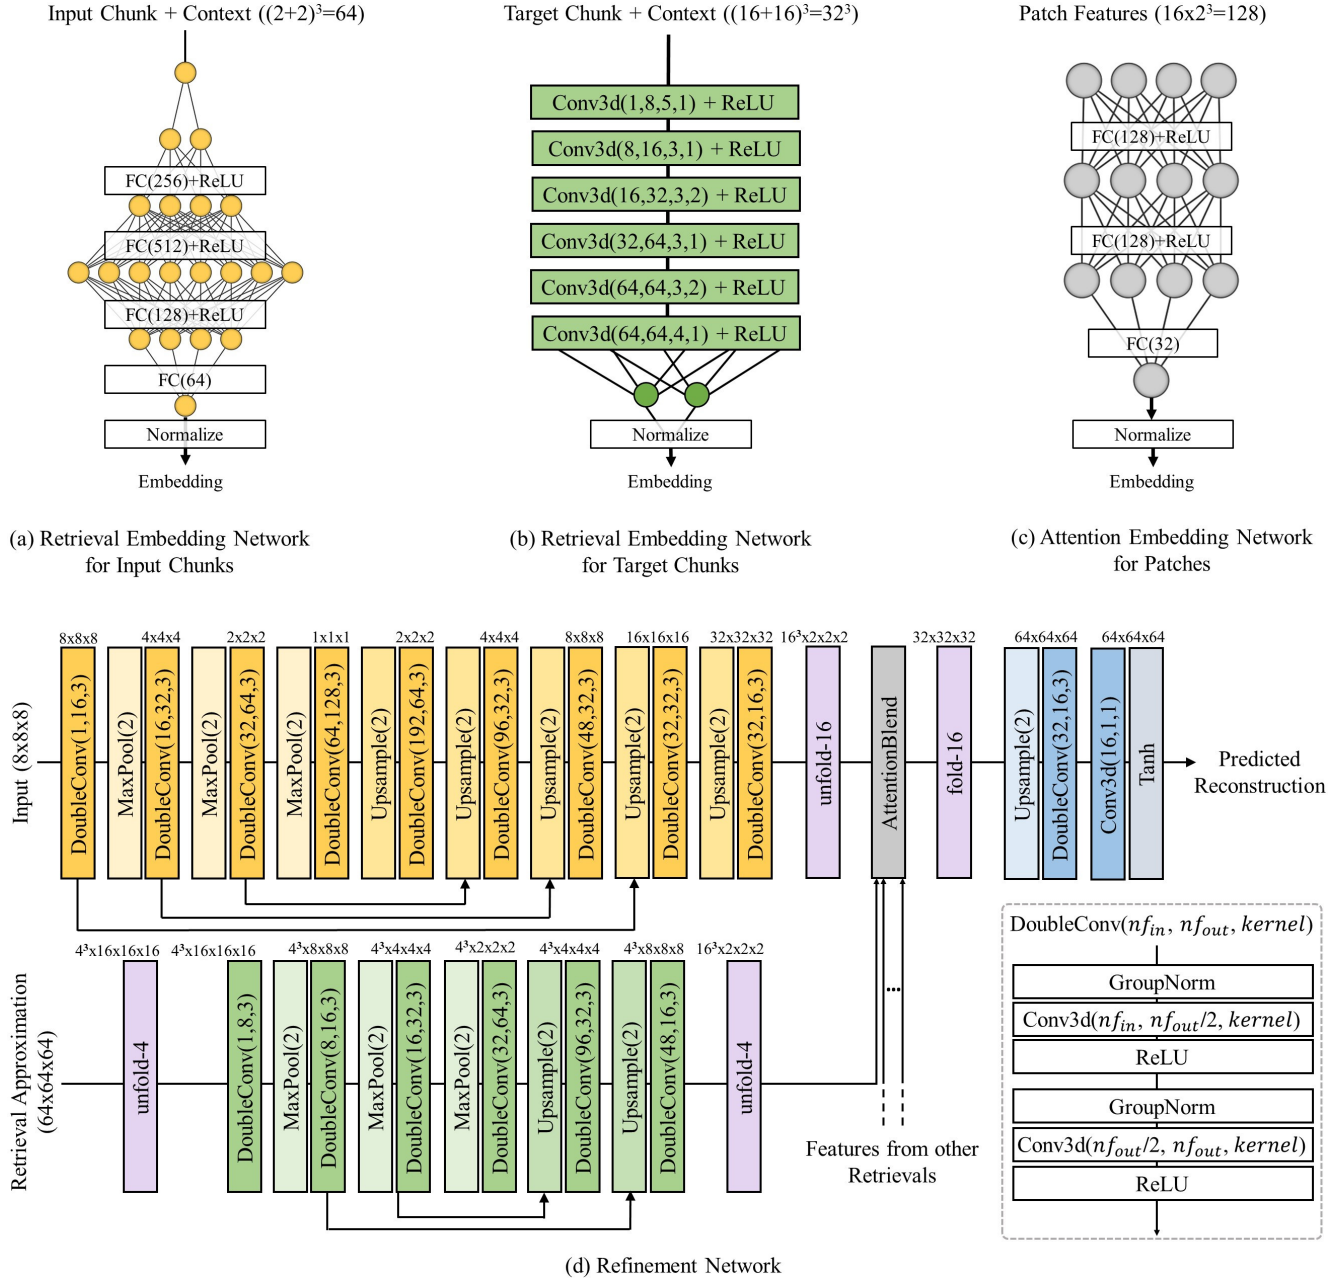 Input Chunk + Context ((2+2)³=64)
FC(256)+ReLU
FC(512)+ReLU
FC(128)+ReLU
FC(64)
Normalize
Embedding
(a) Retrieval Embedding Network
for Input Chunks
Target Chunk + Context ((16+16)³=32³)
Conv3d(1,8,5,1) + ReLU
Conv3d(8,16,3,1) + ReLU
Conv3d(16,32,3,2) + ReLU
Conv3d(32,64,3,1) + ReLU
Conv3d(64,64,3,2) + ReLU
Conv3d(64,64,4,1) + ReLU
Normalize
Embedding
(b) Retrieval Embedding Network
for Target Chunks
Patch Features (16x2³=128)
FC(128)+ReLU
FC(128)+ReLU
FC(32)
Normalize
Embedding
(c) Attention Embedding Network
for Patches
Input (8x8x8)
8x8x8
DoubleConv(1,16,3)
MaxPool(2)
4x4x4
DoubleConv(16,32,3)
MaxPool(2)
2x2x2
DoubleConv(32,64,3)
MaxPool(2)
1x1x1
DoubleConv(64,128,3)
Upsample(2)
2x2x2
DoubleConv(192,64,3)
Upsample(2)
4x4x4
DoubleConv(96,32,3)
Upsample(2)
8x8x8
DoubleConv(48,32,3)
Upsample(2)
16x16x16
DoubleConv(32,32,3)
Upsample(2)
32x32x32
DoubleConv(32,16,3)
16³x2x2x2
unfold-16
AttentionBlend
32x32x32
fold-16
Upsample(2)
64x64x64
DoubleConv(32,16,3)
Conv3d(16,1,1)
64x64x64
Tanh
Predicted
Reconstruction
Retrieval Approximation
(64x64x64)
4³x16x16x16
unfold-4
4³x16x16x16
DoubleConv(1,8,3)
MaxPool(2)
4³x8x8x8
DoubleConv(8,16,3)
MaxPool(2)
4³x4x4x4
DoubleConv(16,32,3)
MaxPool(2)
4³x2x2x2
DoubleConv(32,64,3)
Upsample(2)
4³x4x4x4
DoubleConv(96,32,3)
Upsample(2)
4³x8x8x8
DoubleConv(48,16,3)
16³x2x2x2
unfold-4
...
Features from other
Retrievals
DoubleConv(nf_in, nf_out, kernel)
GroupNorm
Conv3d(nf_in, nf_out/2, kernel)
ReLU
GroupNorm
Conv3d(nf_out/2, nf_out, kernel)
ReLU
(d) Refinement Network